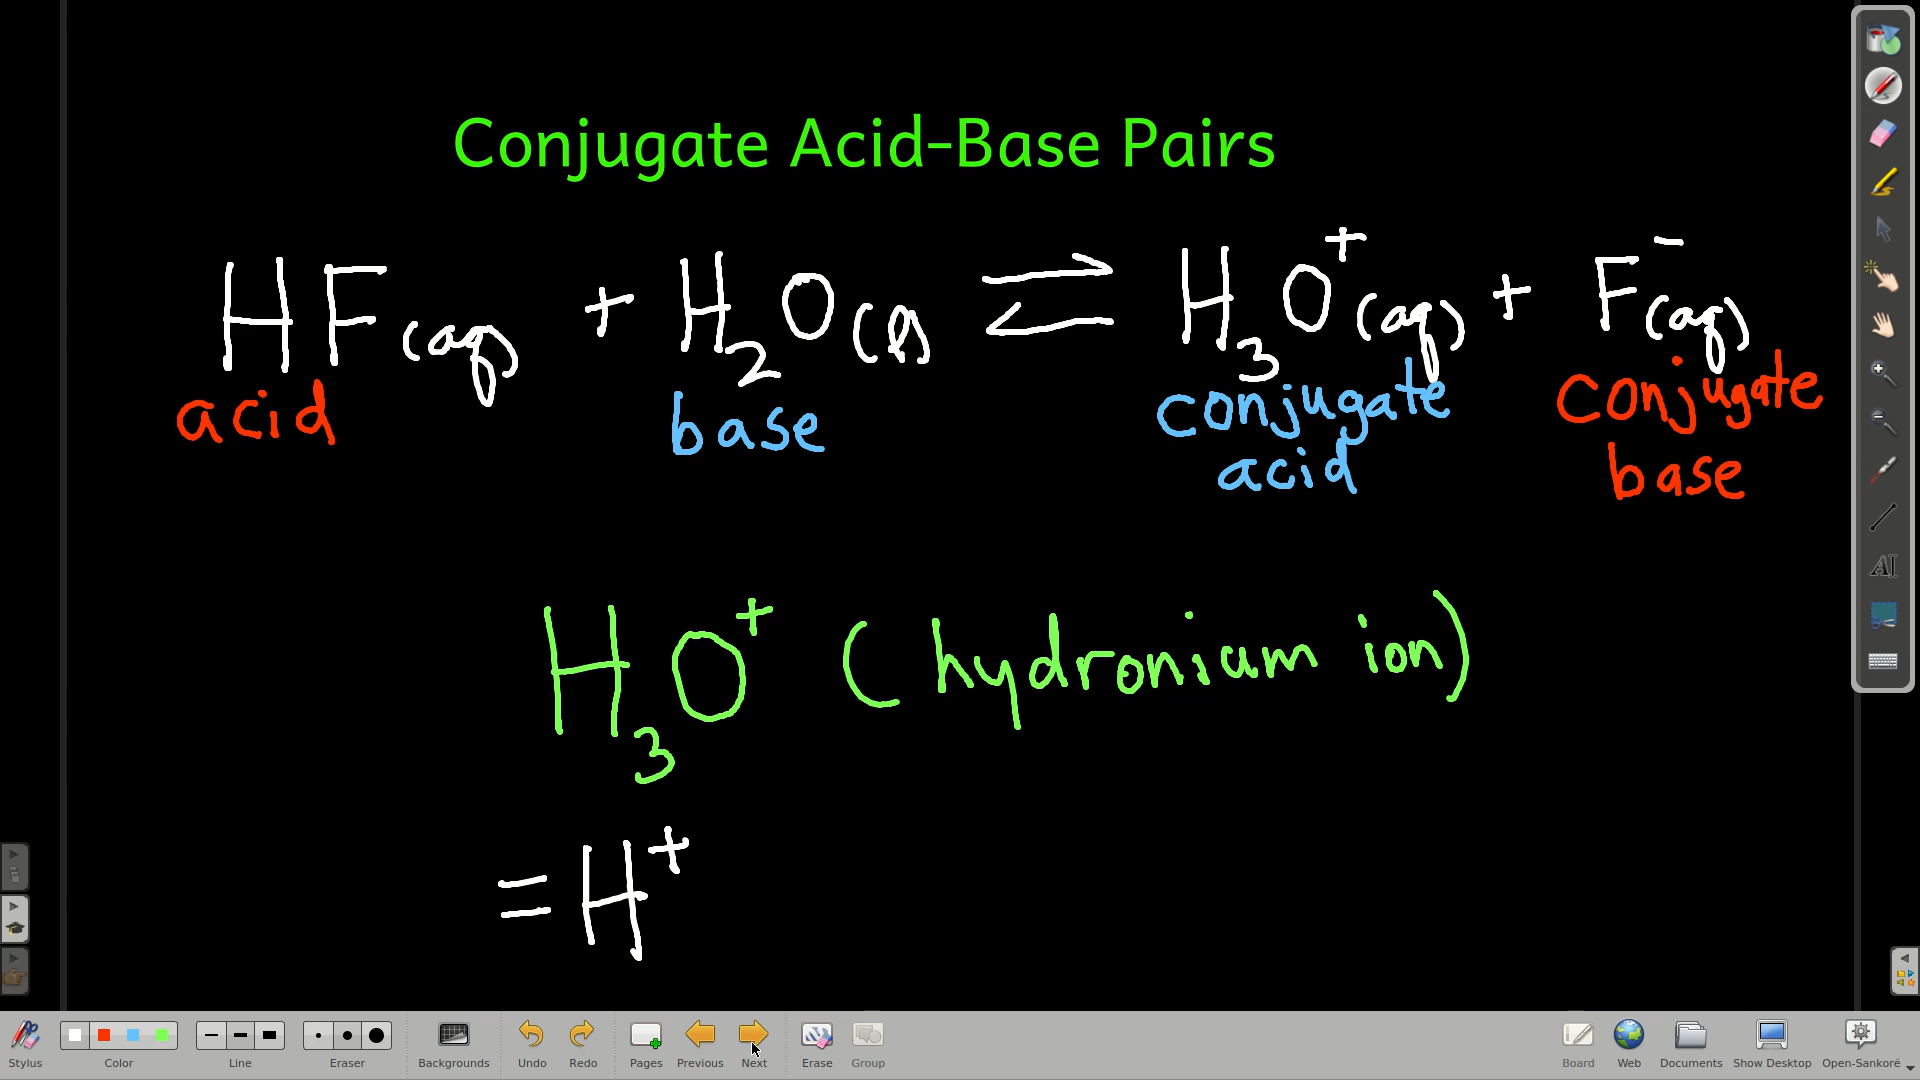 Conjugate Acid-Base Pairs
HF(aq) + H₂O(l) ⇌ H₃O⁺(aq) + F⁻(aq)
acid base conjugate acid conjugate base
H₃O⁺ (hydronium ion)
= H⁺
Stylus Color Line Eraser Backgrounds Undo Redo Pages Previous Next Erase Group Board Web Documents Show Desktop Open-Sankoré